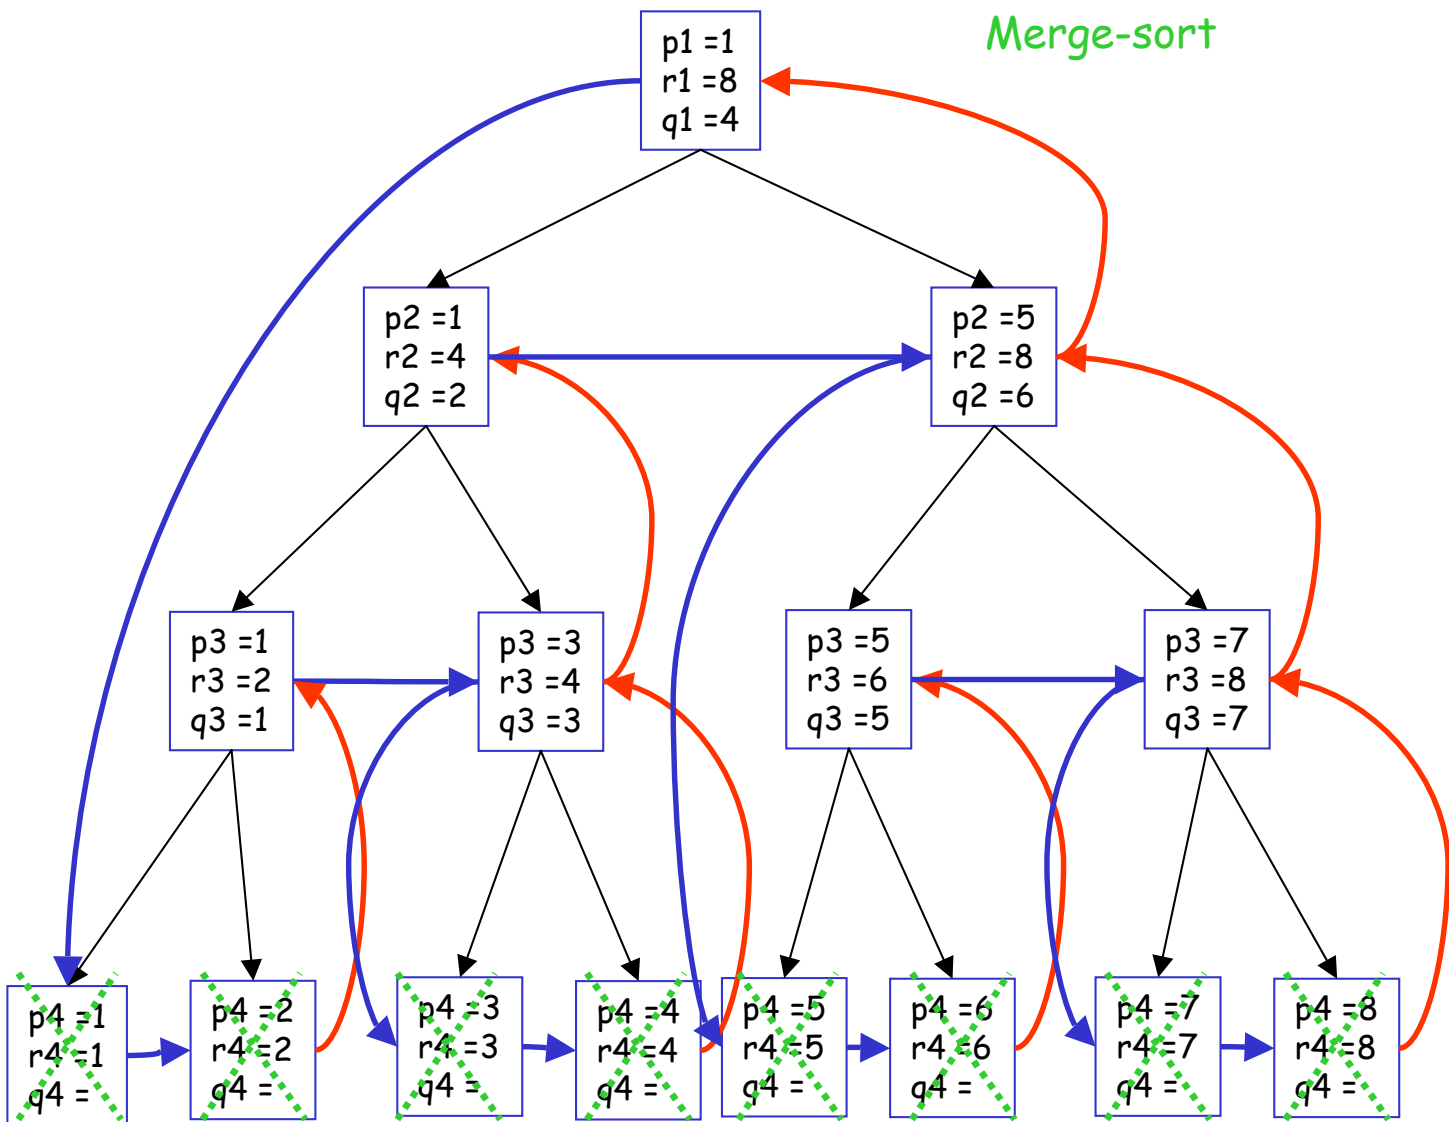 Merge-sort
p1 =1
r1 =8
q1 =4
p2 =1
r2 =4
q2 =2
p2 =5
r2 =8
q2 =6
p3 =1
r3 =2
q3 =1
p3 =3
r3 =4
q3 =3
p3 =5
r3 =6
q3 =5
p3 =7
r3 =8
q3 =7
p4 =1
r4 =1
q4 =
p4 =2
r4 =2
q4 =
p4 =3
r4 =3
q4 =
p4 =4
r4 =4
q4 =
p4 =5
r4 =5
q4 =
p4 =6
r4 =6
q4 =
p4 =7
r4 =7
q4 =
p4 =8
r4 =8
q4 =